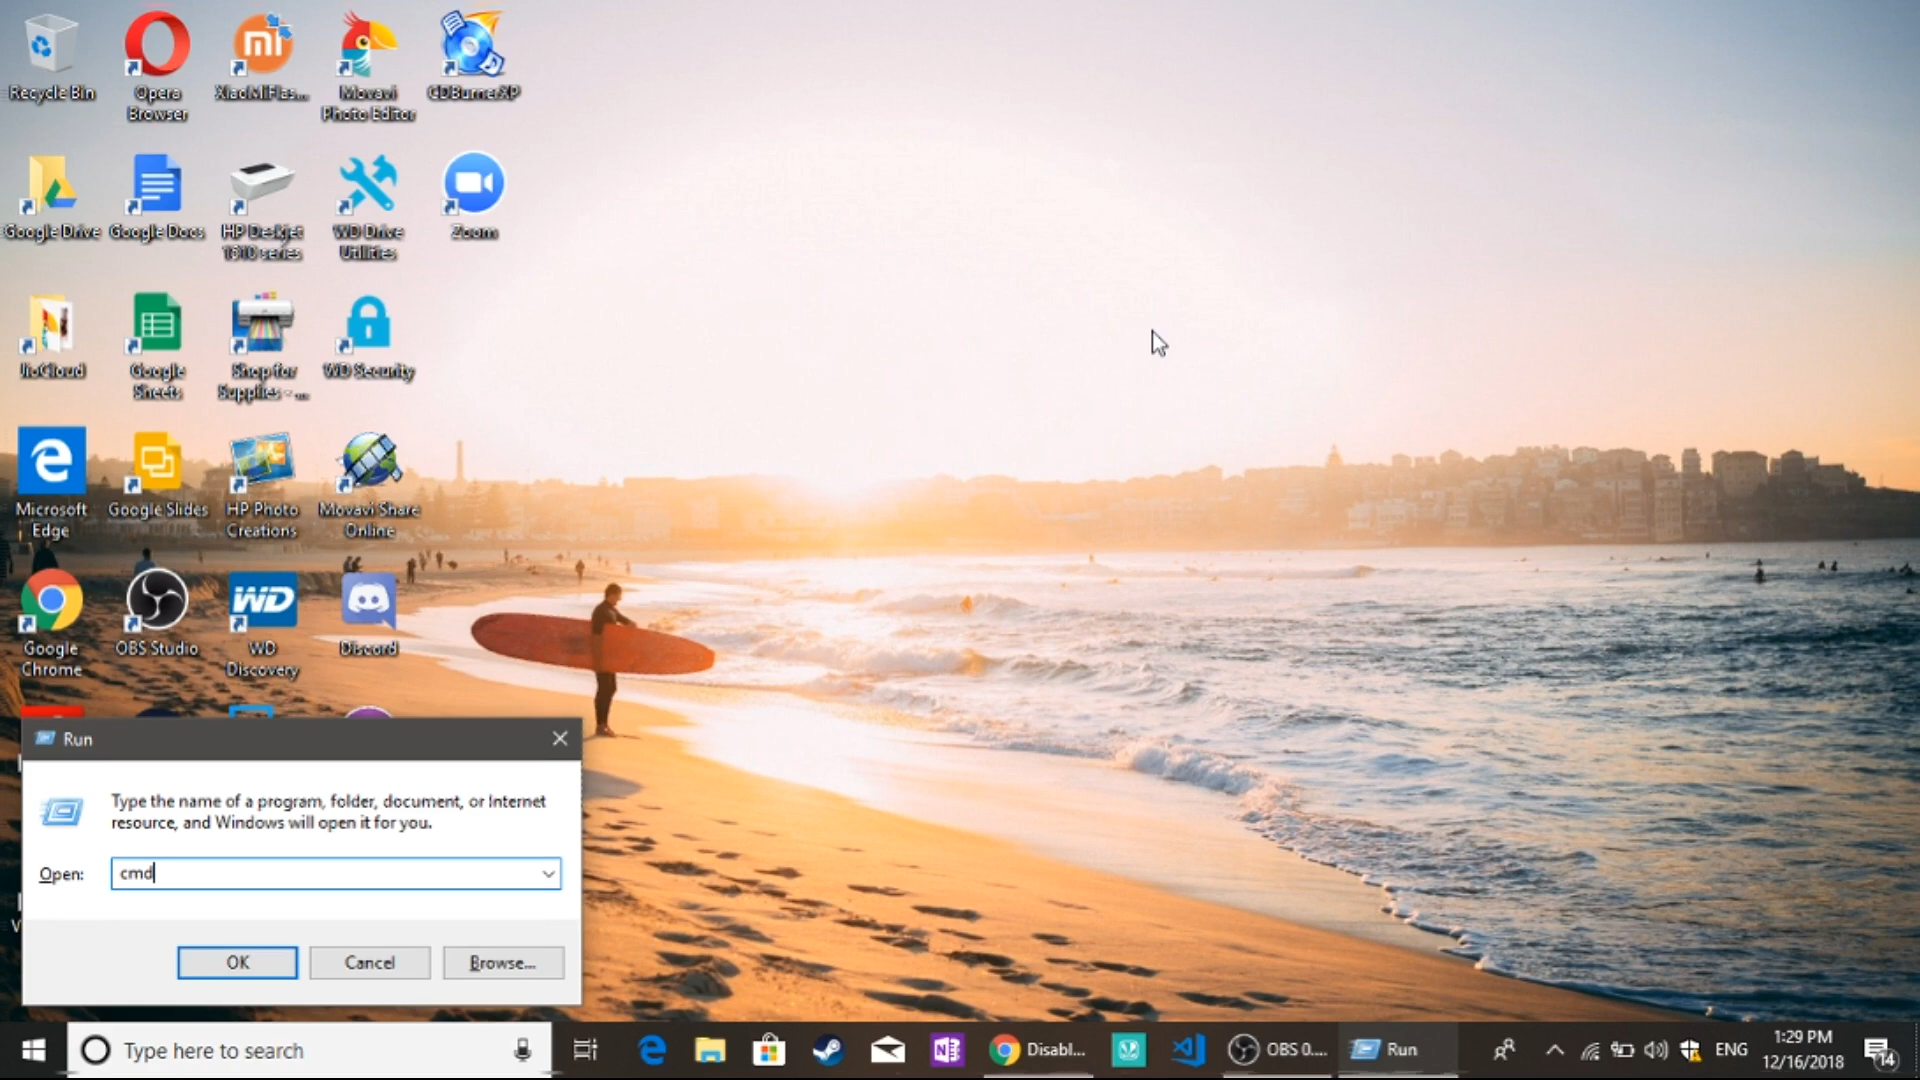 Recycle Bin
Opera
Browser
XiaoMiFlas...
Movavi
Photo Editor
CDBurnerXP
Google Drive
Google Docs
HP Deskjet
1510 series
WD Drive
Utilities
Zoom
JioCloud
Google
Sheets
Shop for
Supplies - ...
WD Security
Microsoft
Edge
Google Slides
HP Photo
Creations
Movavi Share
Online
Google
Chrome
OBS Studio
WD
WD
Discovery
Discord
Run
Type the name of a program, folder, document, or Internet
resource, and Windows will open it for you.
Open:
cmd
OK
Cancel
Browse...
Type here to search
Disabl...
OBS 0....
Run
ENG
1:29 PM
12/16/2018
14